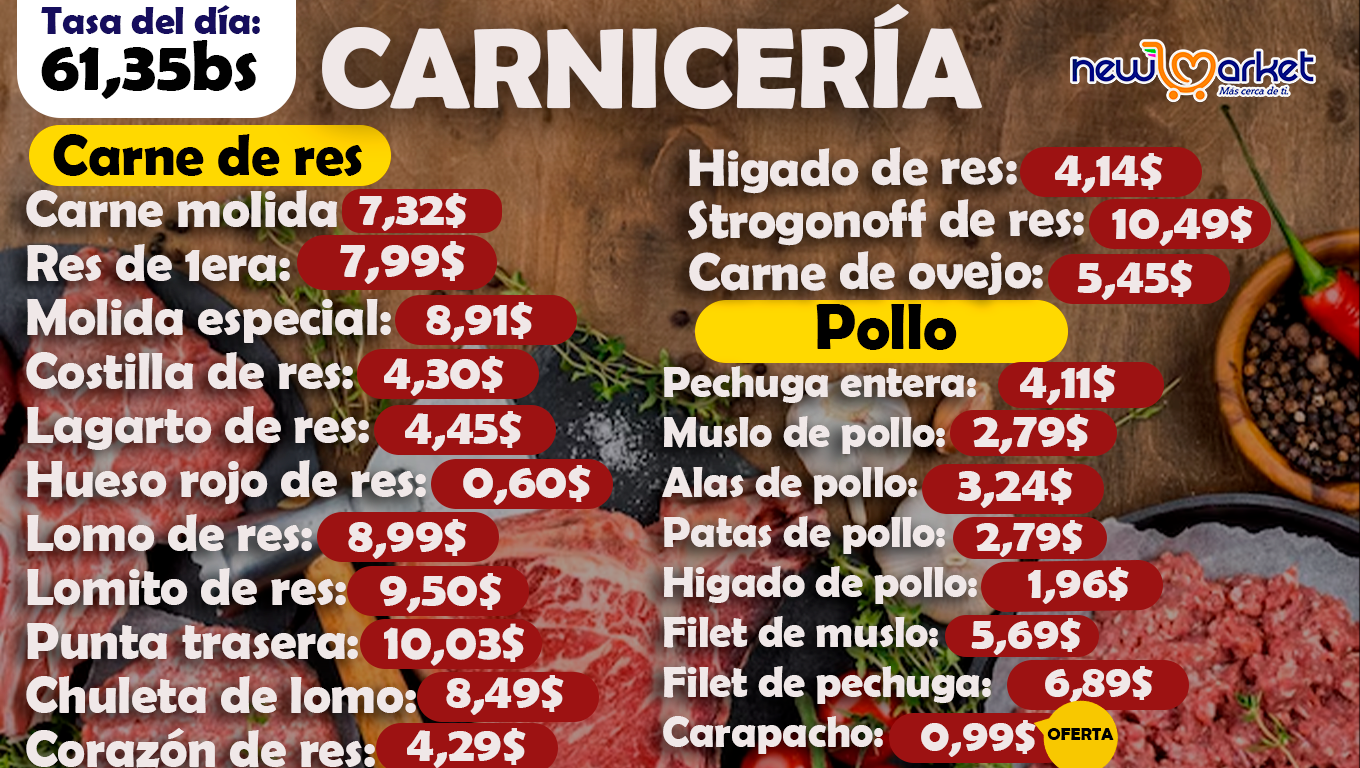 Tasa del día:
61,35bs
CARNICERÍA
new market
Más cerca de ti.
Carne de res
Carne molida 7,32$
Res de 1era: 7,99$
Molida especial: 8,91$
Costilla de res: 4,30$
Lagarto de res: 4,45$
Hueso rojo de res: 0,60$
Lomo de res: 8,99$
Lomito de res: 9,50$
Punta trasera: 10,03$
Chuleta de lomo: 8,49$
Corazón de res: 4,29$
Higado de res: 4,14$
Strogonoff de res: 10,49$
Carne de ovejo: 5,45$
Pollo
Pechuga entera: 4,11$
Muslo de pollo: 2,79$
Alas de pollo: 3,24$
Patas de pollo: 2,79$
Higado de pollo: 1,96$
Filet de muslo: 5,69$
Filet de pechuga: 6,89$
Carapacho: 0,99$ OFERTA